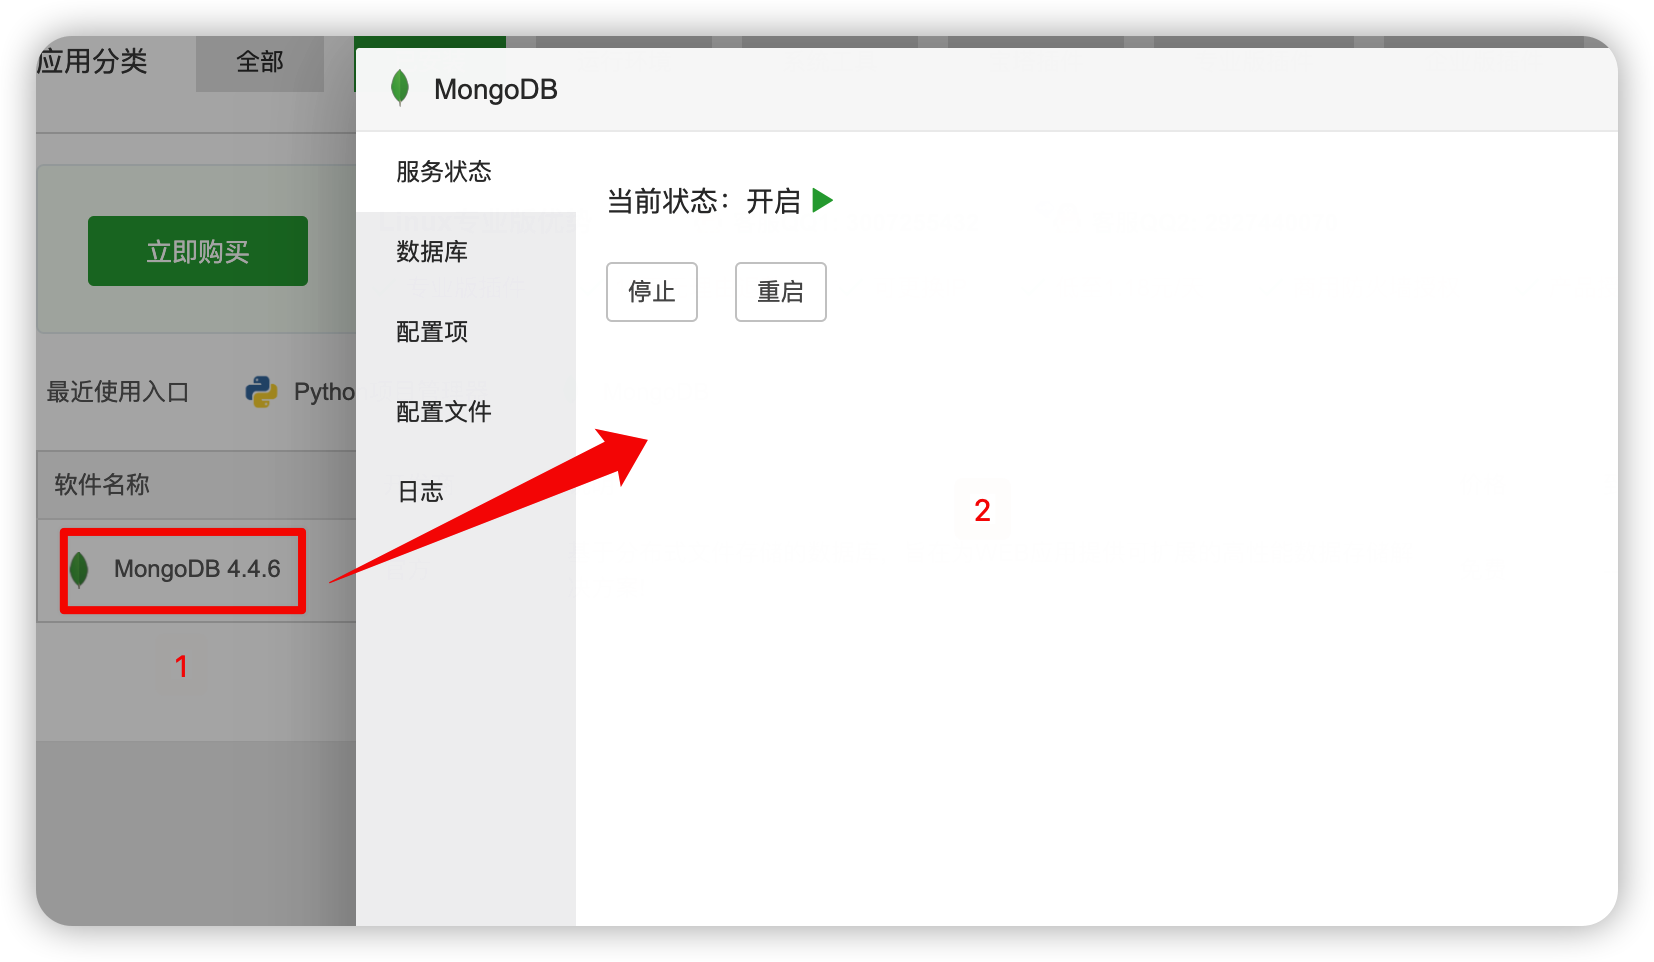 应用分类
全部
MongoDB
立即购买
最近使用入口
Pytho
软件名称
MongoDB 4.4.6
1
服务状态
数据库
配置项
配置文件
日志
当前状态：开启
停止
重启
2